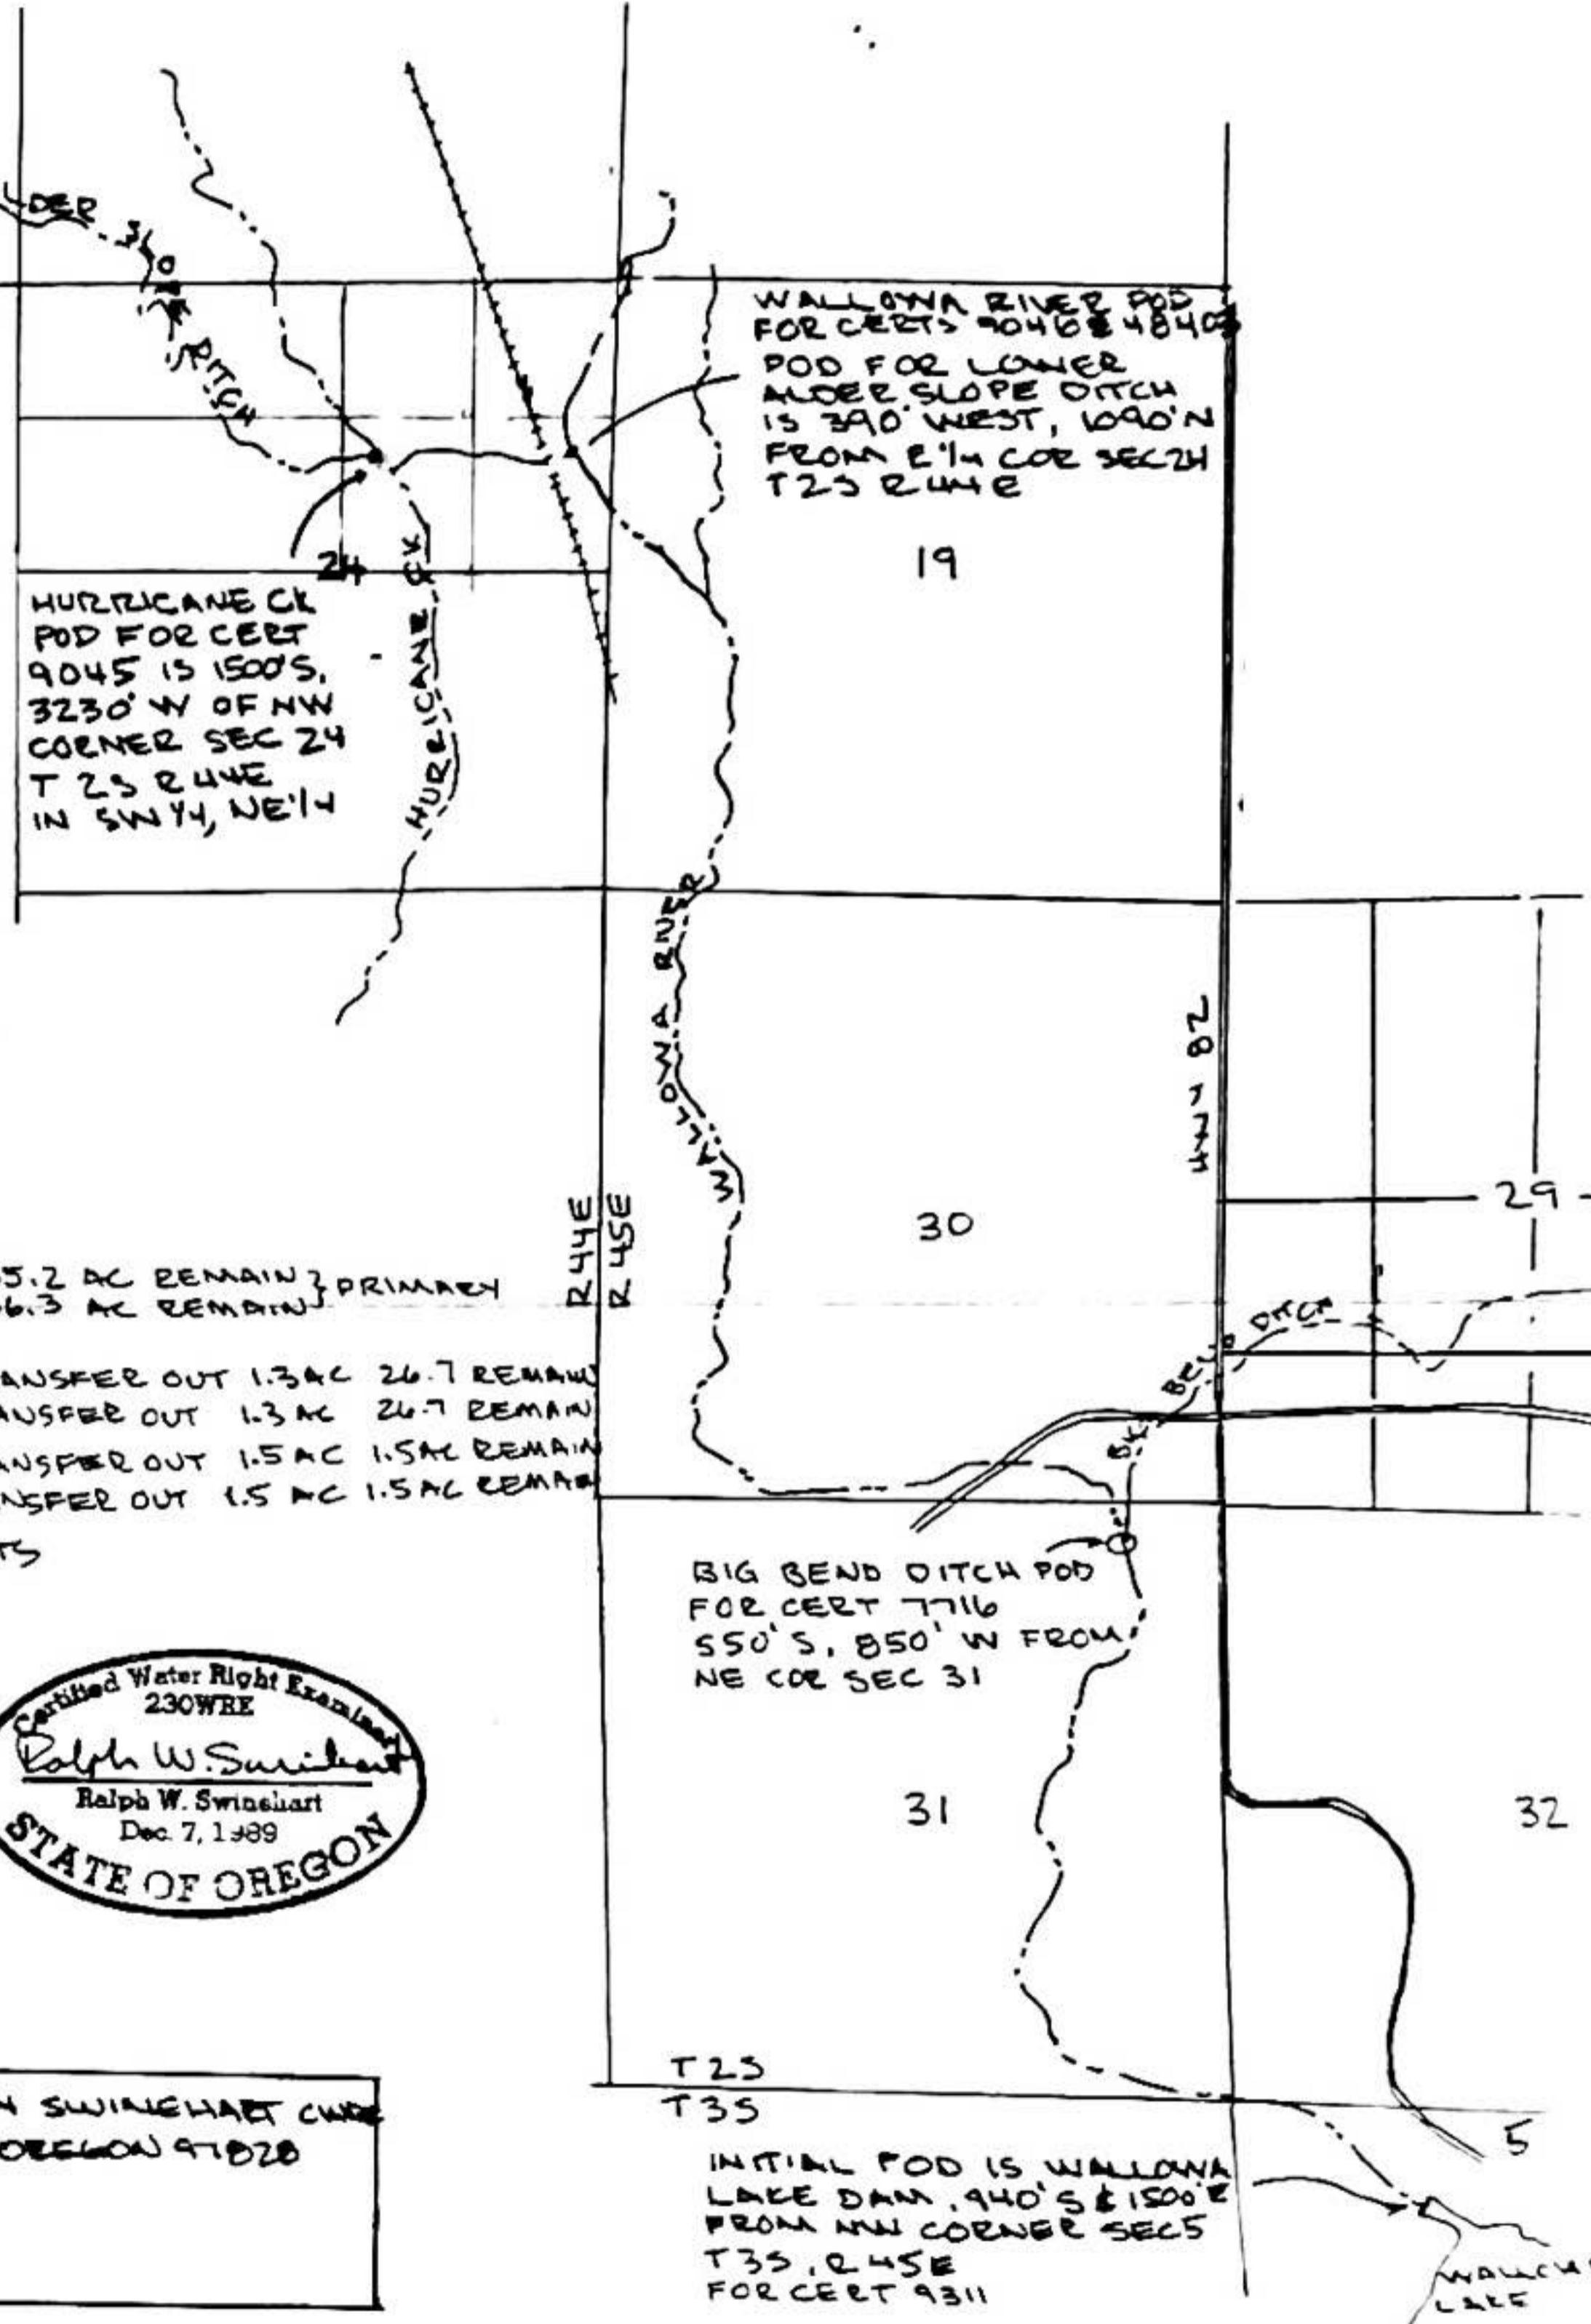 LDER
SLOPE
DITCH
WALLOWA RIVER POD
FOR CERTS 9046 & 4840
POD FOR LOWER
ALDER SLOPE DITCH
IS 390' WEST, 1090'N
FROM E 1/4 COR SEC 24
T2S R44E
19
24
HURRICANE CK
HURRICANE CK
POD FOR CERT
9045 IS 1500'S,
3230' W OF NW
CORNER SEC 24
T 2S R44E
IN SW 1/4, NE 1/4
WALLOWA RIVER
HWY 82
29
30
R44E
R45E
5.2 AC REMAIN } PRIMARY
6.3 AC REMAIN
ANSFER OUT 1.3 AC 26.7 REMAIN
ANSFER OUT 1.3 AC 26.7 REMAIN
ANSFER OUT 1.5 AC 1.5 AC REMAIN
NSFER OUT 1.5 AC 1.5 AC REMAIN
TS
BEND DITCH
BIG BEND DITCH POD
FOR CERT 7716
550' S, 850' W FROM
NE COR SEC 31
Certified Water Right Examiner
230WRE
Ralph W. Swinehart
Ralph W. Swinehart
Dec. 7, 1989
STATE OF OREGON
31
32
T2S
T3S
SWINEHART CWRE
OREGON 97828
5
INITIAL POD IS WALLOWA
LAKE DAM, 940'S & 1500'E
FROM NW CORNER SEC 5
T3S, R45E
FOR CERT 9311
LAKE